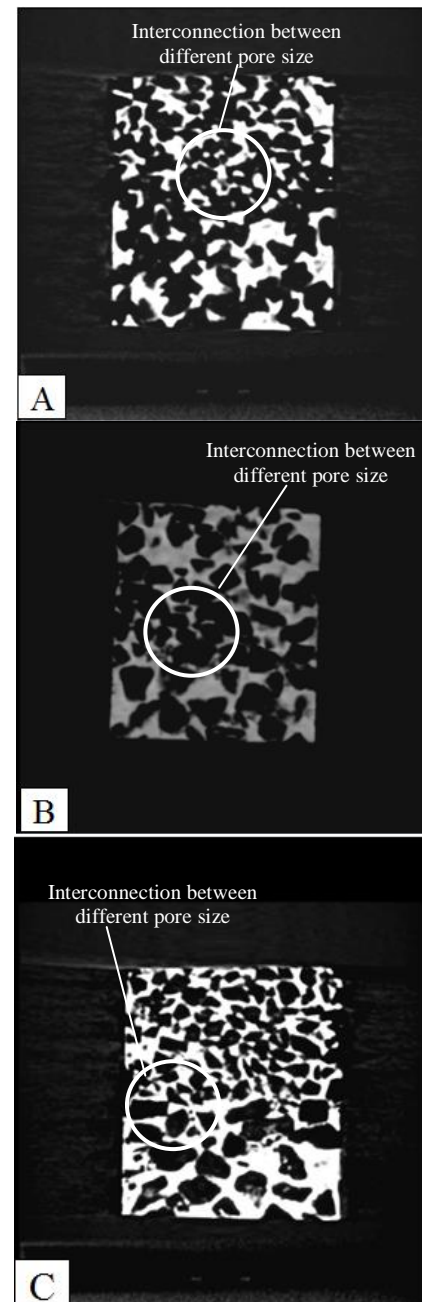 Interconnection between
different pore size
A
Interconnection between
different pore size
B
Interconnection between
different pore size
C